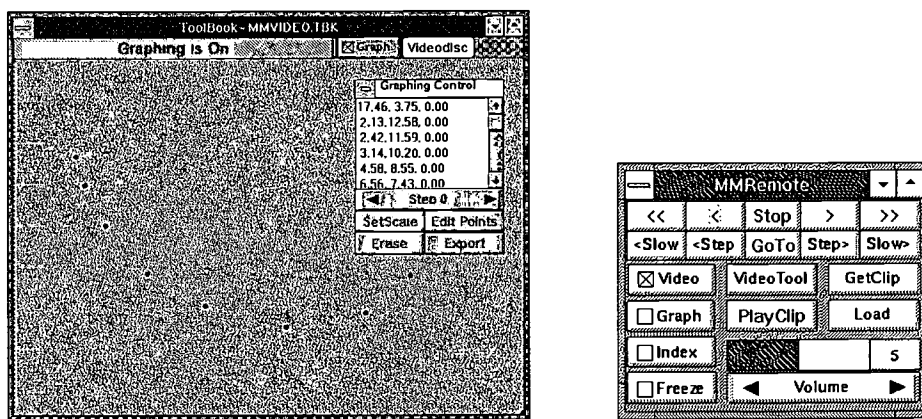 ToolBook - MMVIDEO.TBK
Graphing is On Graph Videodisc
Graphing Control
17.46, 3.75, 0.00
2.13,12.58, 0.00
2.42,11.59, 0.00
3.14,10.20, 0.00
4.58, 8.55, 0.00
6.56, 7.43, 0.00
Step 0
SetScale Edit Points
Erase Export
MMRemote
<< < Stop > >>
<Slow <Step GoTo Step> Slow>
Video VideoTool GetClip
Graph PlayClip Load
Index 5
Freeze Volume